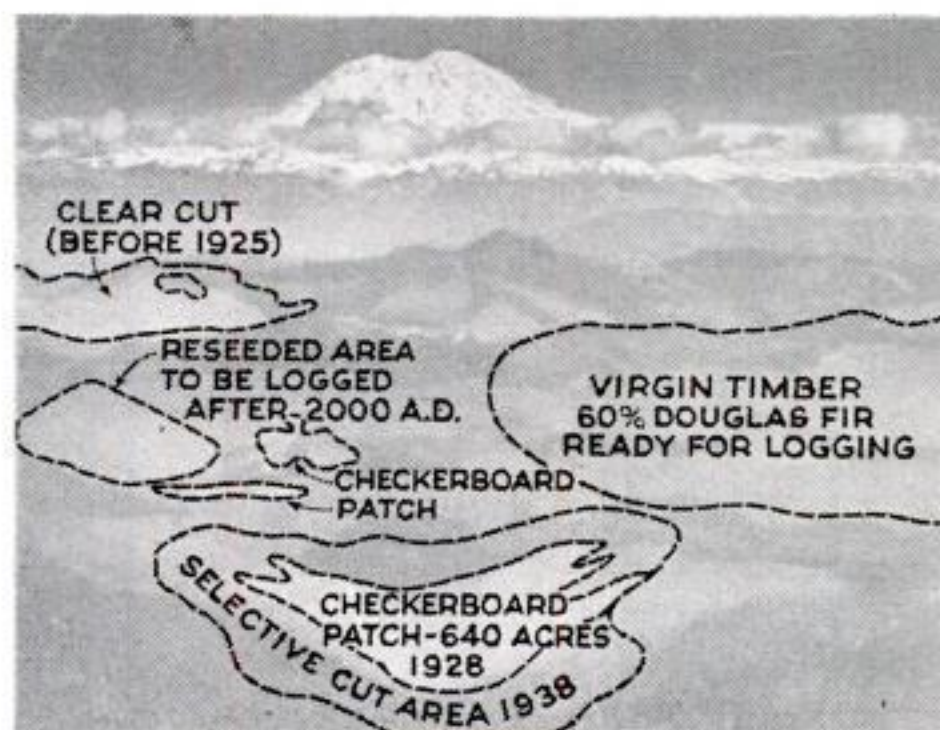 CLEAR CUT
(BEFORE 1925)
RESEEDED AREA
TO BE LOGGED
AFTER-2000 A.D.
VIRGIN TIMBER
60% DOUGLAS FIR
READY FOR LOGGING
CHECKERBOARD
PATCH
CHECKERBOARD
PATCH-640 ACRES
1928
SELECTIVE CUT AREA 1938